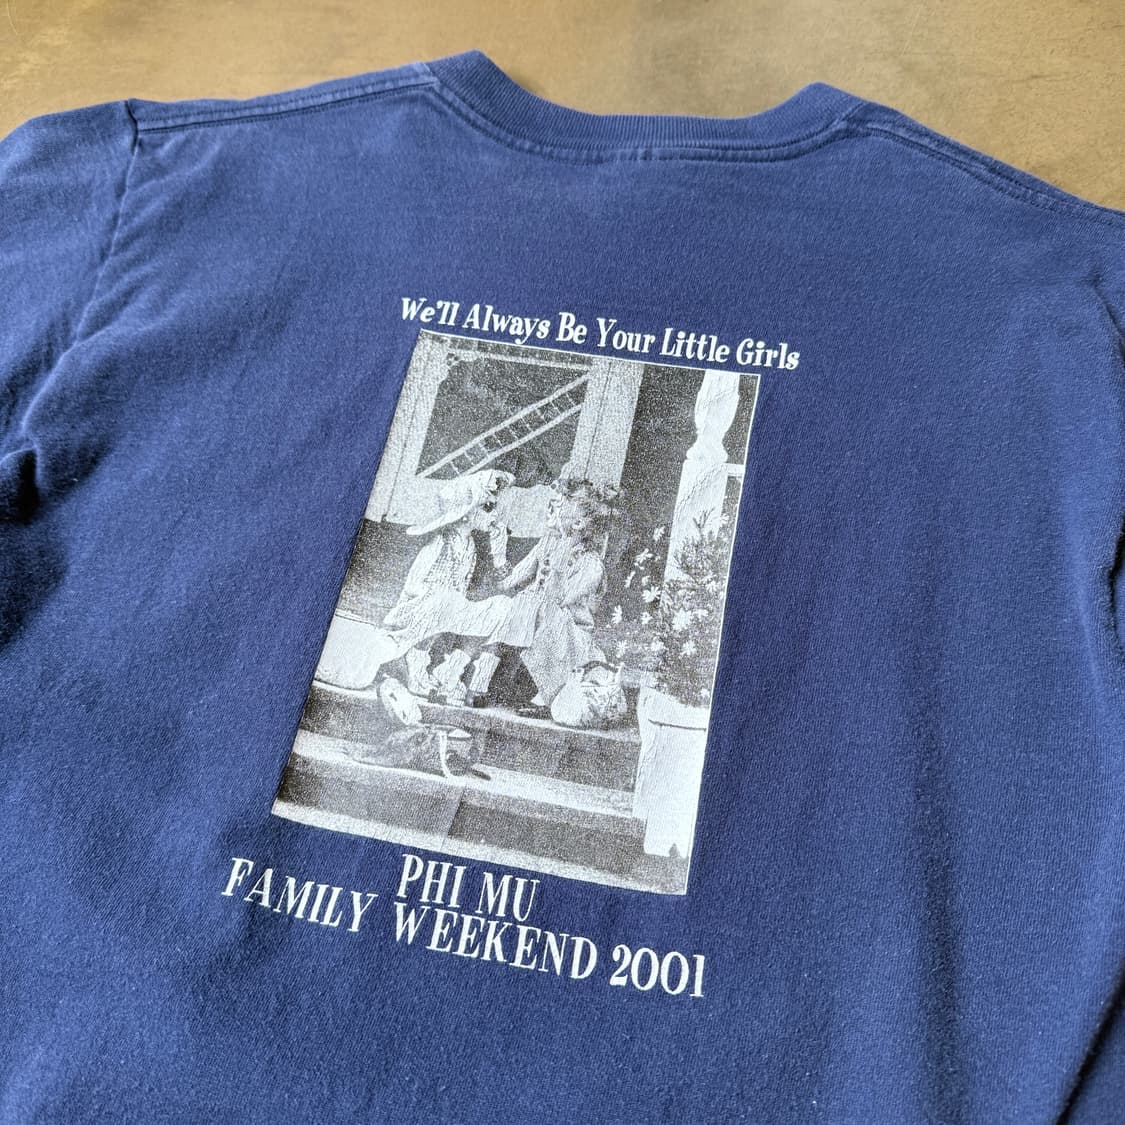 We'll Always Be Your Little Girls
PHI MU
FAMILY WEEKEND 2001